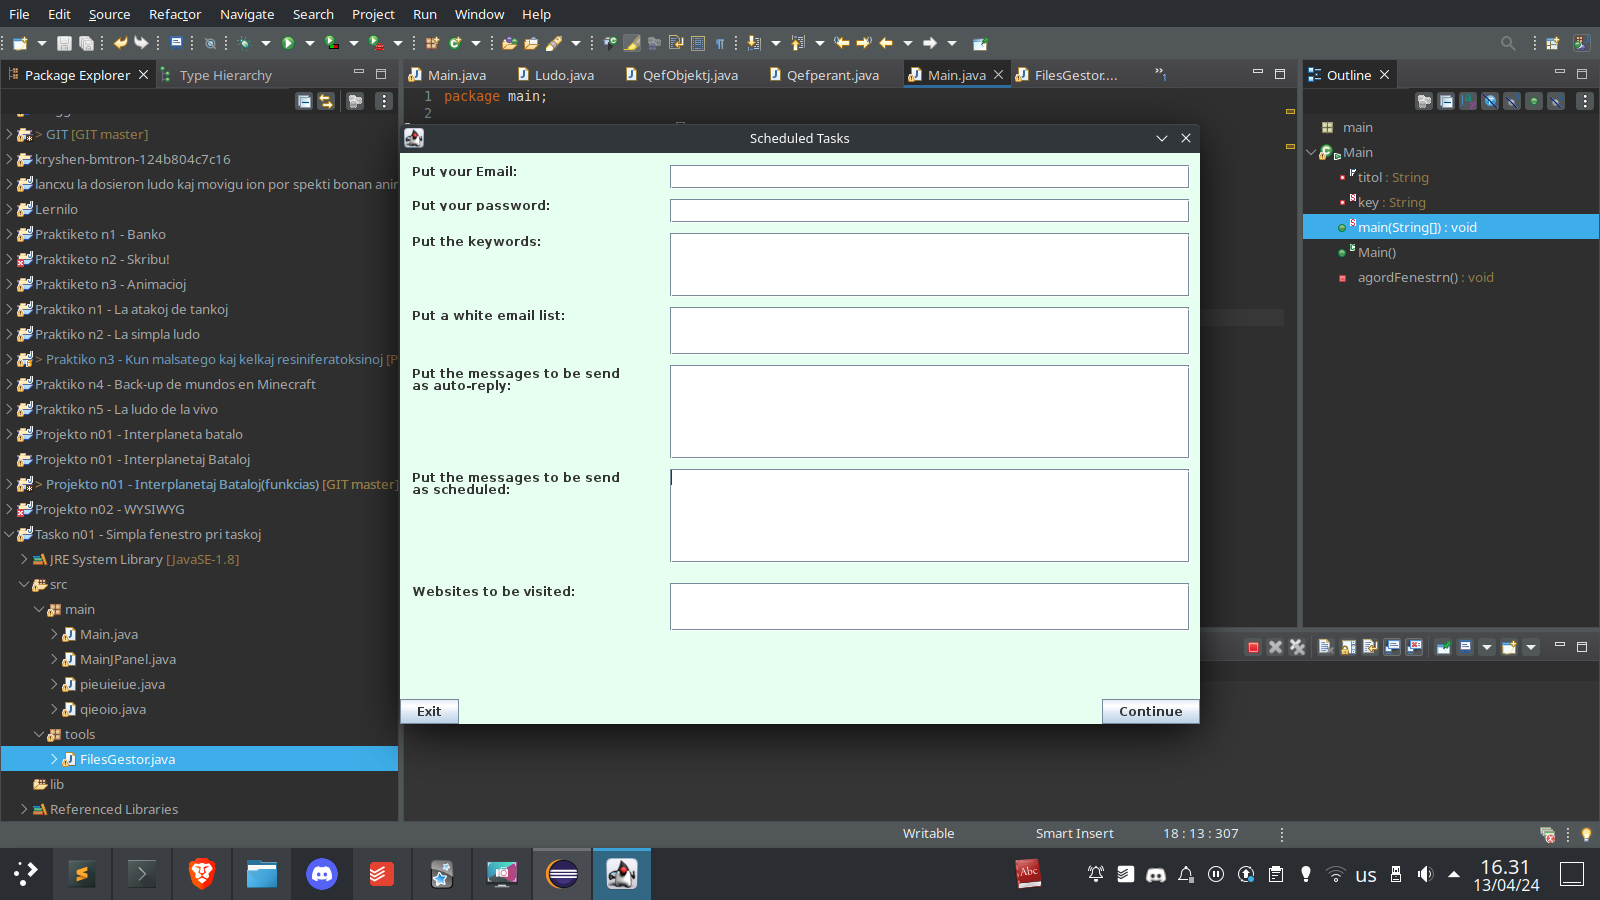 File Edit Source Refactor Navigate Search Project Run Window Help
Package Explorer
Type Hierarchy
Main.java
Ludo.java
QefObjektj.java
Qefperant.java
Main.java
FilesGestor....
»1
Outline
1 package main;
2
> GIT [GIT master]
kryshen-bmtron-124b804c7c16
lancxu la dosieron ludo kaj movigu ion por spekti bonan anir
Lernilo
Praktiketo n1 - Banko
Praktiketo n2 - Skribu!
Praktiketo n3 - Animacioj
Praktiko n1 - La atakoj de tankoj
Praktiko n2 - La simpla ludo
> Praktiko n3 - Kun malsatego kaj kelkaj resiniferatoksinoj [P
Praktiko n4 - Back-up de mundos en Minecraft
Praktiko n5 - La ludo de la vivo
Projekto n01 - Interplaneta batalo
Projekto n01 - Interplanetaj Bataloj
> Projekto n01 - Interplanetaj Bataloj(funkcias) [GIT master]
Projekto n02 - WYSIWYG
Tasko n01 - Simpla fenestro pri taskoj
JRE System Library [JavaSE-1.8]
src
main
Main.java
MainJPanel.java
pieuieiue.java
qieoio.java
tools
FilesGestor.java
lib
Referenced Libraries
Scheduled Tasks
Put your Email:
Put your password:
Put the keywords:
Put a white email list:
Put the messages to be send
as auto-reply:
Put the messages to be send
as scheduled:
Websites to be visited:
Exit
Continue
main
Main
titol : String
key : String
main(String[]) : void
Main()
agordFenestrn() : void
Writable
Smart Insert
18 : 13 : 307
Abc
us
16.31
13/04/24